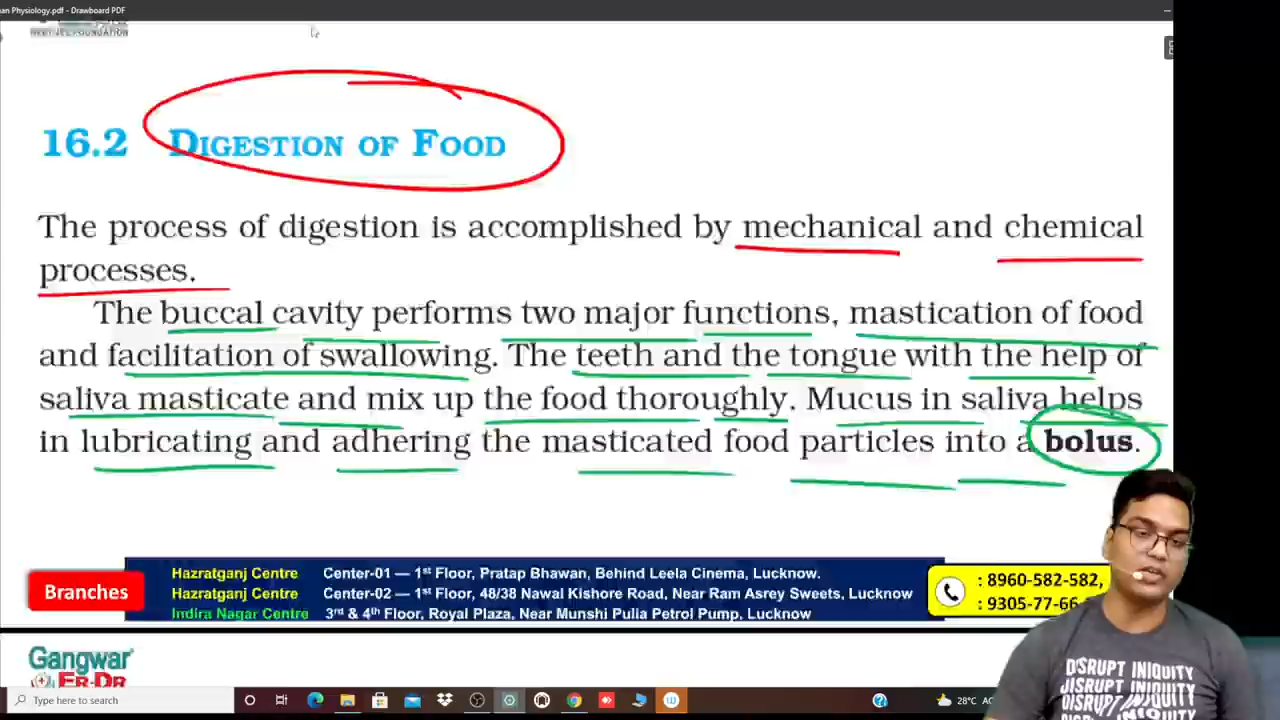 an Physiology.pdf - Drawboard PDF
16.2 DIGESTION OF FOOD
The process of digestion is accomplished by mechanical and chemical
processes.
The buccal cavity performs two major functions, mastication of food
and facilitation of swallowing. The teeth and the tongue with the help of
saliva masticate and mix up the food thoroughly. Mucus in saliva helps
in lubricating and adhering the masticated food particles into a bolus.
Branches
Hazratganj Centre Center-01 — 1st Floor, Pratap Bhawan, Behind Leela Cinema, Lucknow.
Hazratganj Centre Center-02 — 1st Floor, 48/38 Nawal Kishore Road, Near Ram Asrey Sweets, Lucknow
Indira Nagar Centre 3rd & 4th Floor, Royal Plaza, Near Munshi Pulia Petrol Pump, Lucknow
: 8960-582-582,
: 9305-77-66
Gangwar
ER.DR
Type here to search
28°C
DISRUPT INIQUITY
DISRUPT INIQUITY